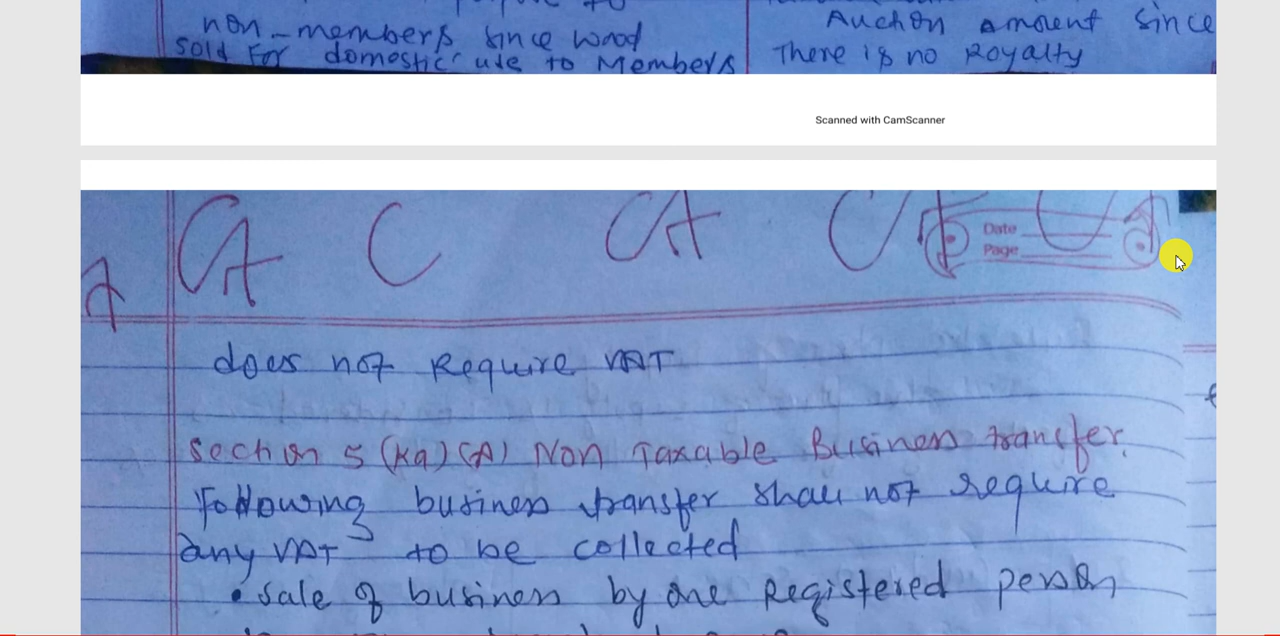 non-members since wood
sold for domestic use to Members
Auction amount since
There is no Royalty
Scanned with CamScanner
CA C CA C
Date
Page
A
does not Require VAT
Section 5 (Ka) (A) Non Taxable Business transfer.
Following business transfer shall not require
any VAT to be collected
• Sale of business by one Registered person